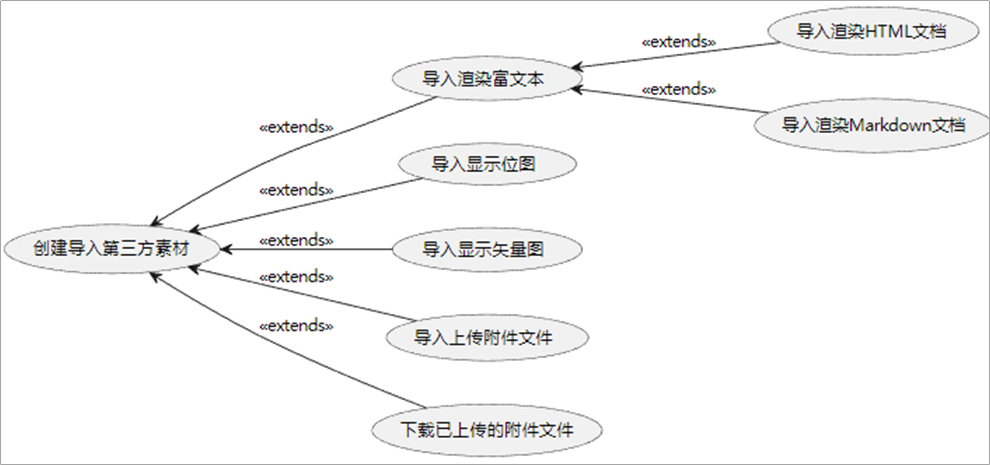 导入渲染HTML文档
«extends»
导入渲染富文本
«extends»
导入渲染Markdown文档
«extends»
导入显示位图
«extends»
创建导入第三方素材
«extends»
导入显示矢量图
«extends»
导入上传附件文件
«extends»
下载已上传的附件文件